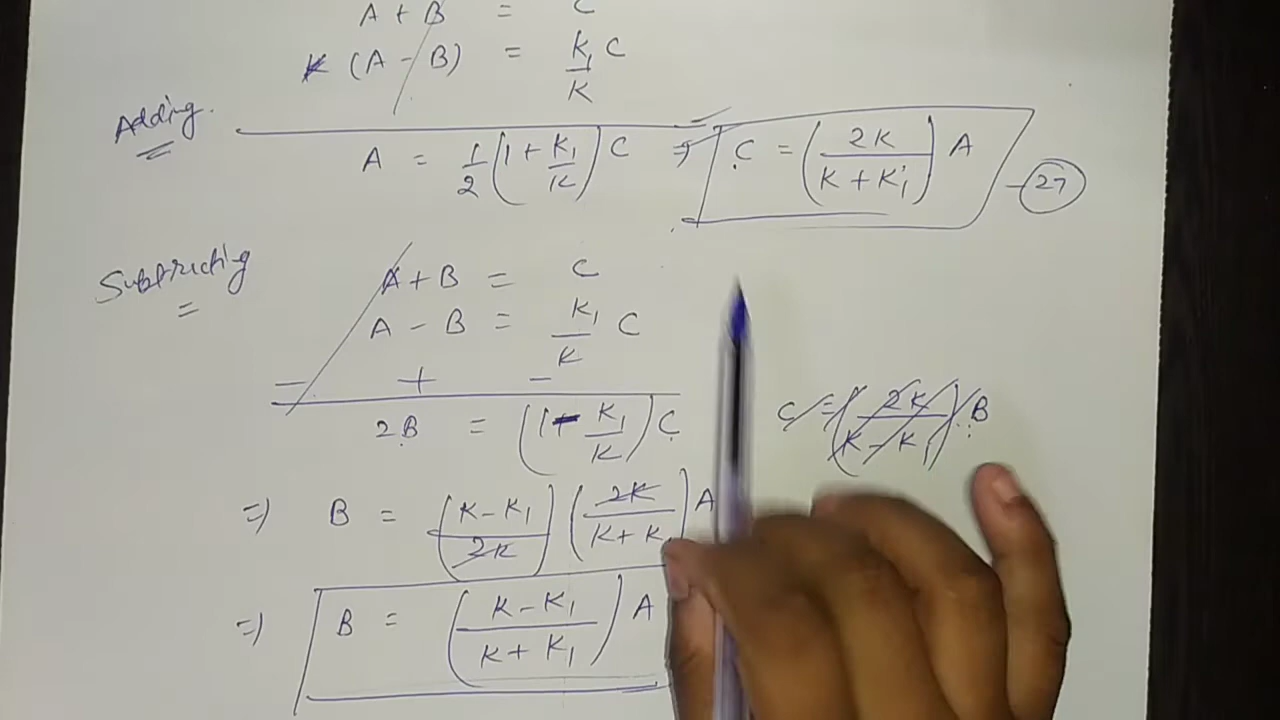 A + B = C
K (A - B) = K₁/K C
Adding.
A = 1/2 (1 + K₁/K) C ⇒ C = (2K / K + K₁) A — 27
Subtructing
A + B = C
A - B = K₁/K C
- + -
2B = (1 - K₁/K) C
C = (2K / K - K₁) B
⇒ B = (K - K₁ / 2K) (2K / K + K₁) A
⇒ B = (K - K₁ / K + K₁) A